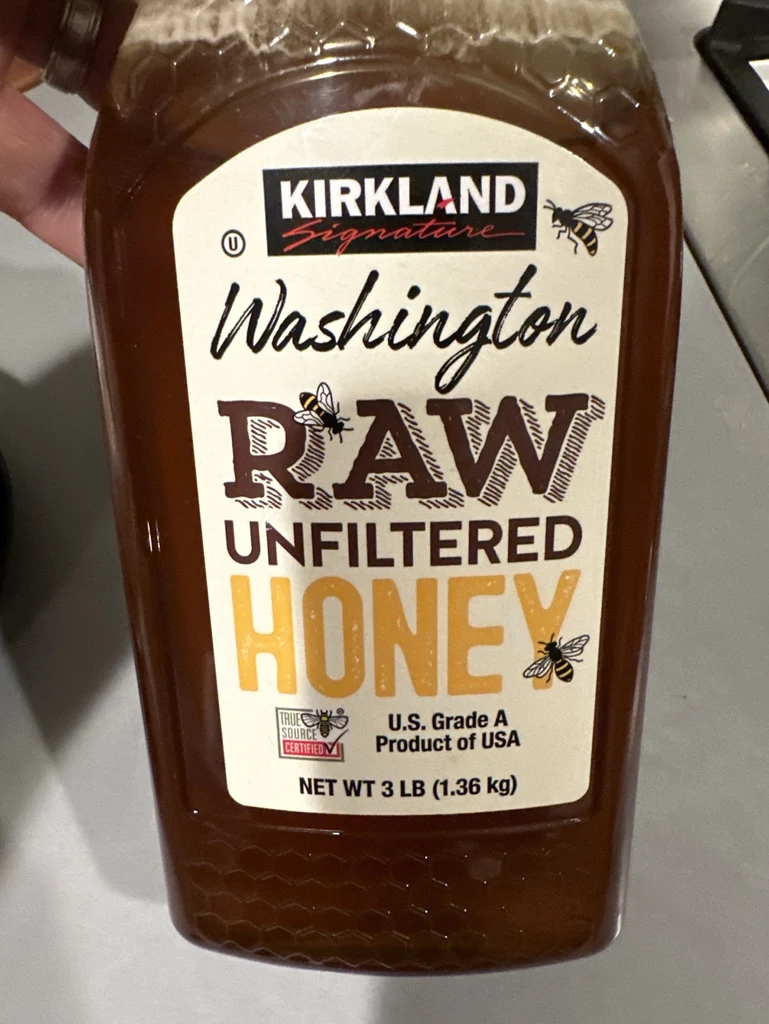 KIRKLAND
Signature
U
Washington
RAW
UNFILTERED
HONEY
TRUE
SOURCE
CERTIFIED
U.S. Grade A
Product of USA
NET WT 3 LB (1.36 kg)